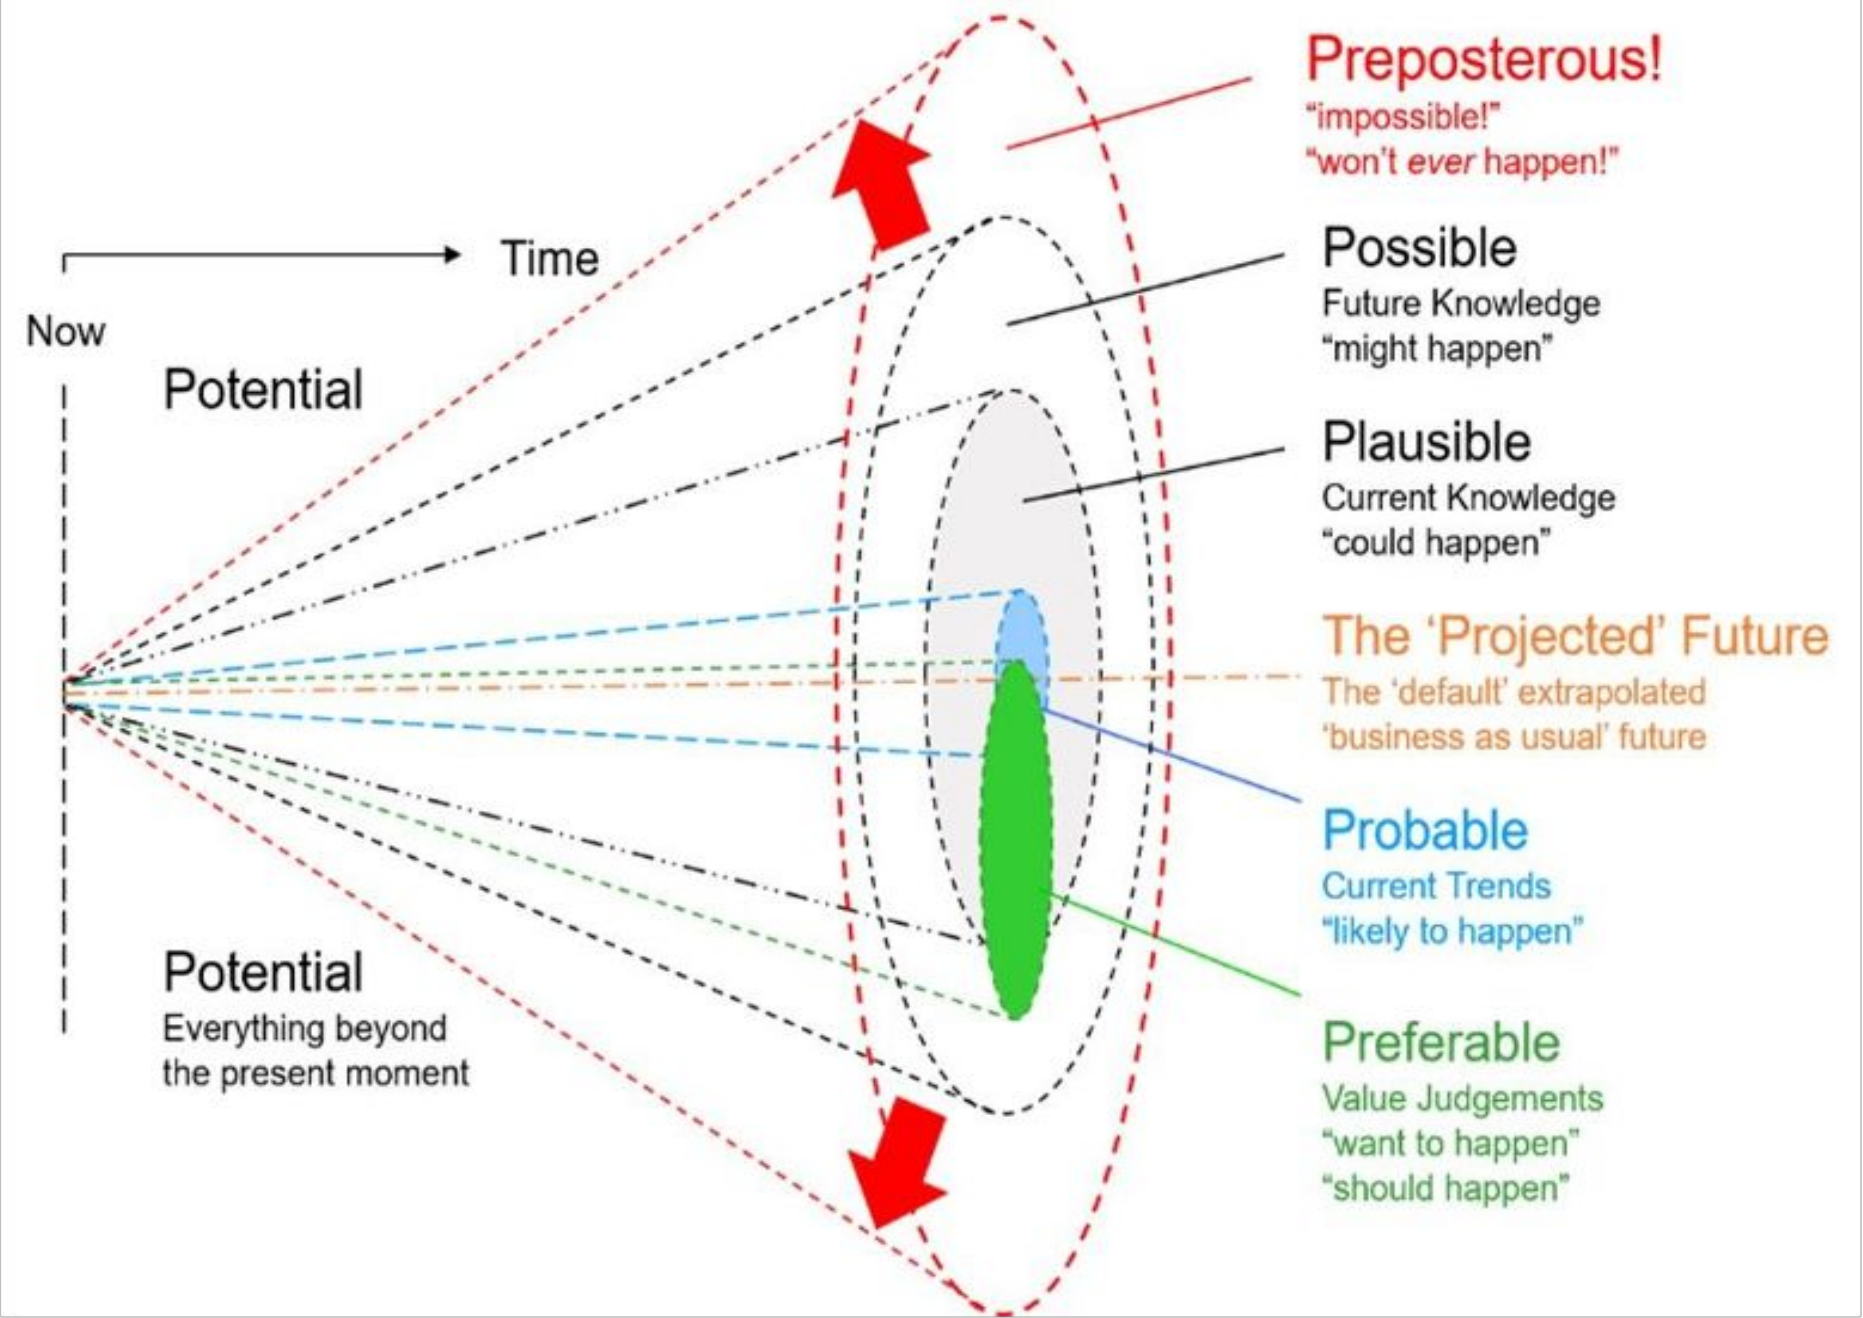 Preposterous!
“impossible!”
“won’t ever happen!”
Time
Now
Potential
Possible
Future Knowledge
“might happen”
Plausible
Current Knowledge
“could happen”
The ‘Projected’ Future
The ‘default’ extrapolated
‘business as usual’ future
Probable
Current Trends
“likely to happen”
Potential
Everything beyond
the present moment
Preferable
Value Judgements
“want to happen”
“should happen”